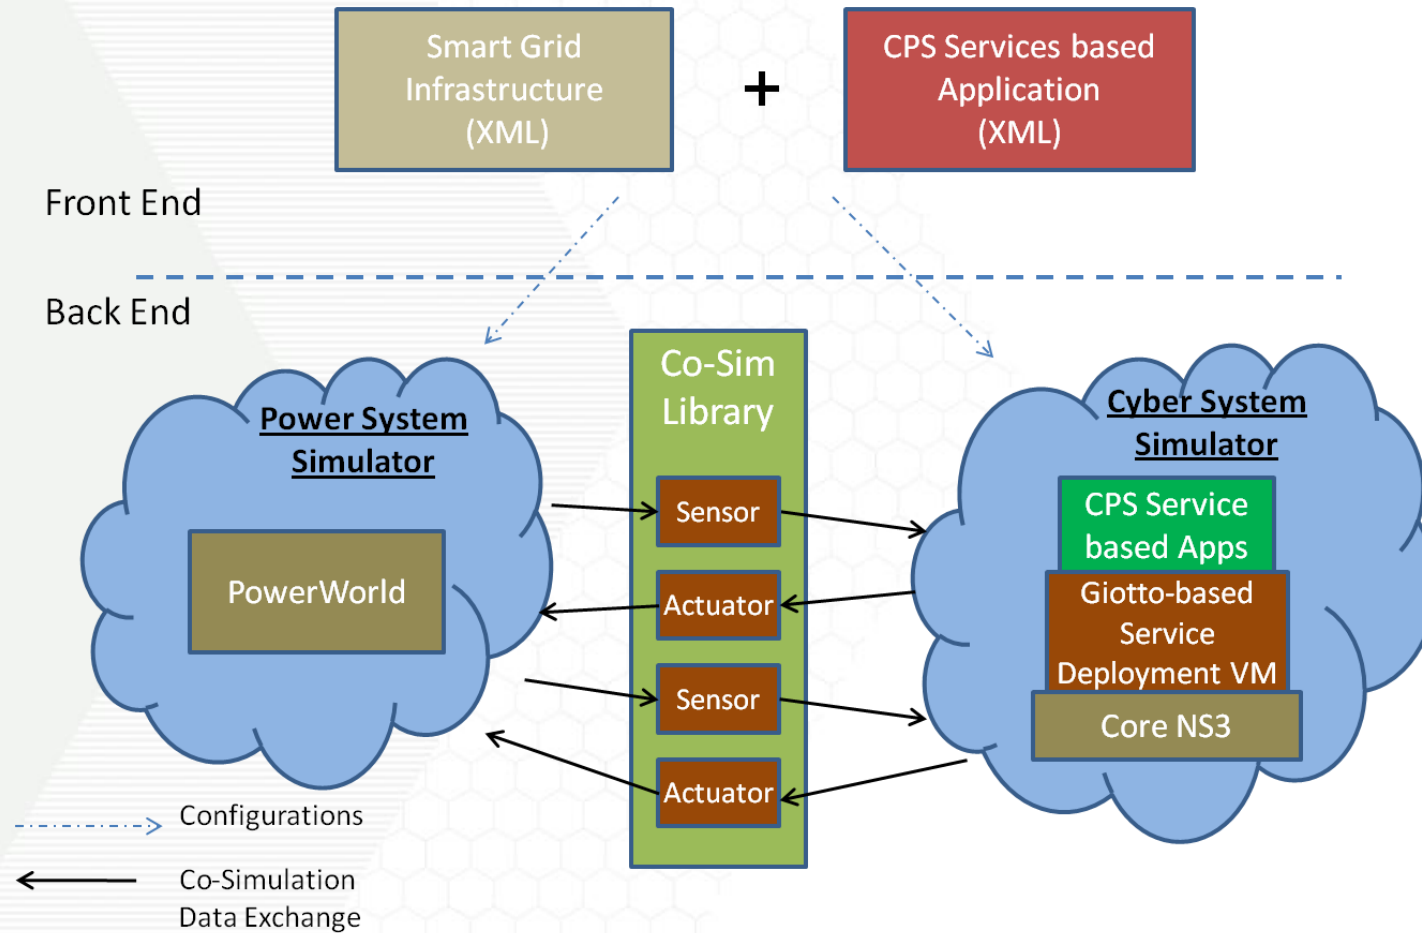 Smart Grid
Infrastructure
(XML)
+
CPS Services based
Application
(XML)
Front End
Back End
Power System
Simulator
PowerWorld
Co-Sim
Library
Sensor
Actuator
Sensor
Actuator
Cyber System
Simulator
CPS Service
based Apps
Giotto-based
Service
Deployment VM
Core NS3
Configurations
Co-Simulation
Data Exchange